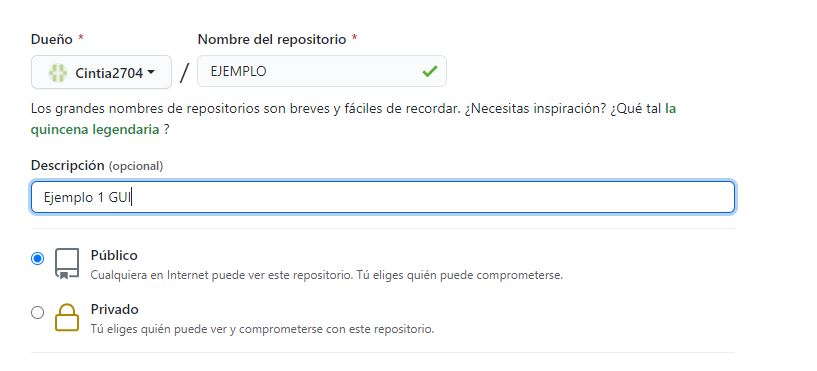 Dueño * Nombre del repositorio *
Cintia2704 / EJEMPLO
Los grandes nombres de repositorios son breves y fáciles de recordar. ¿Necesitas inspiración? ¿Qué tal la
quincena legendaria ?
Descripción (opcional)
Ejemplo 1 GUI
Público
Cualquiera en Internet puede ver este repositorio. Tú eliges quién puede comprometerse.
Privado
Tú eliges quién puede ver y comprometerse con este repositorio.